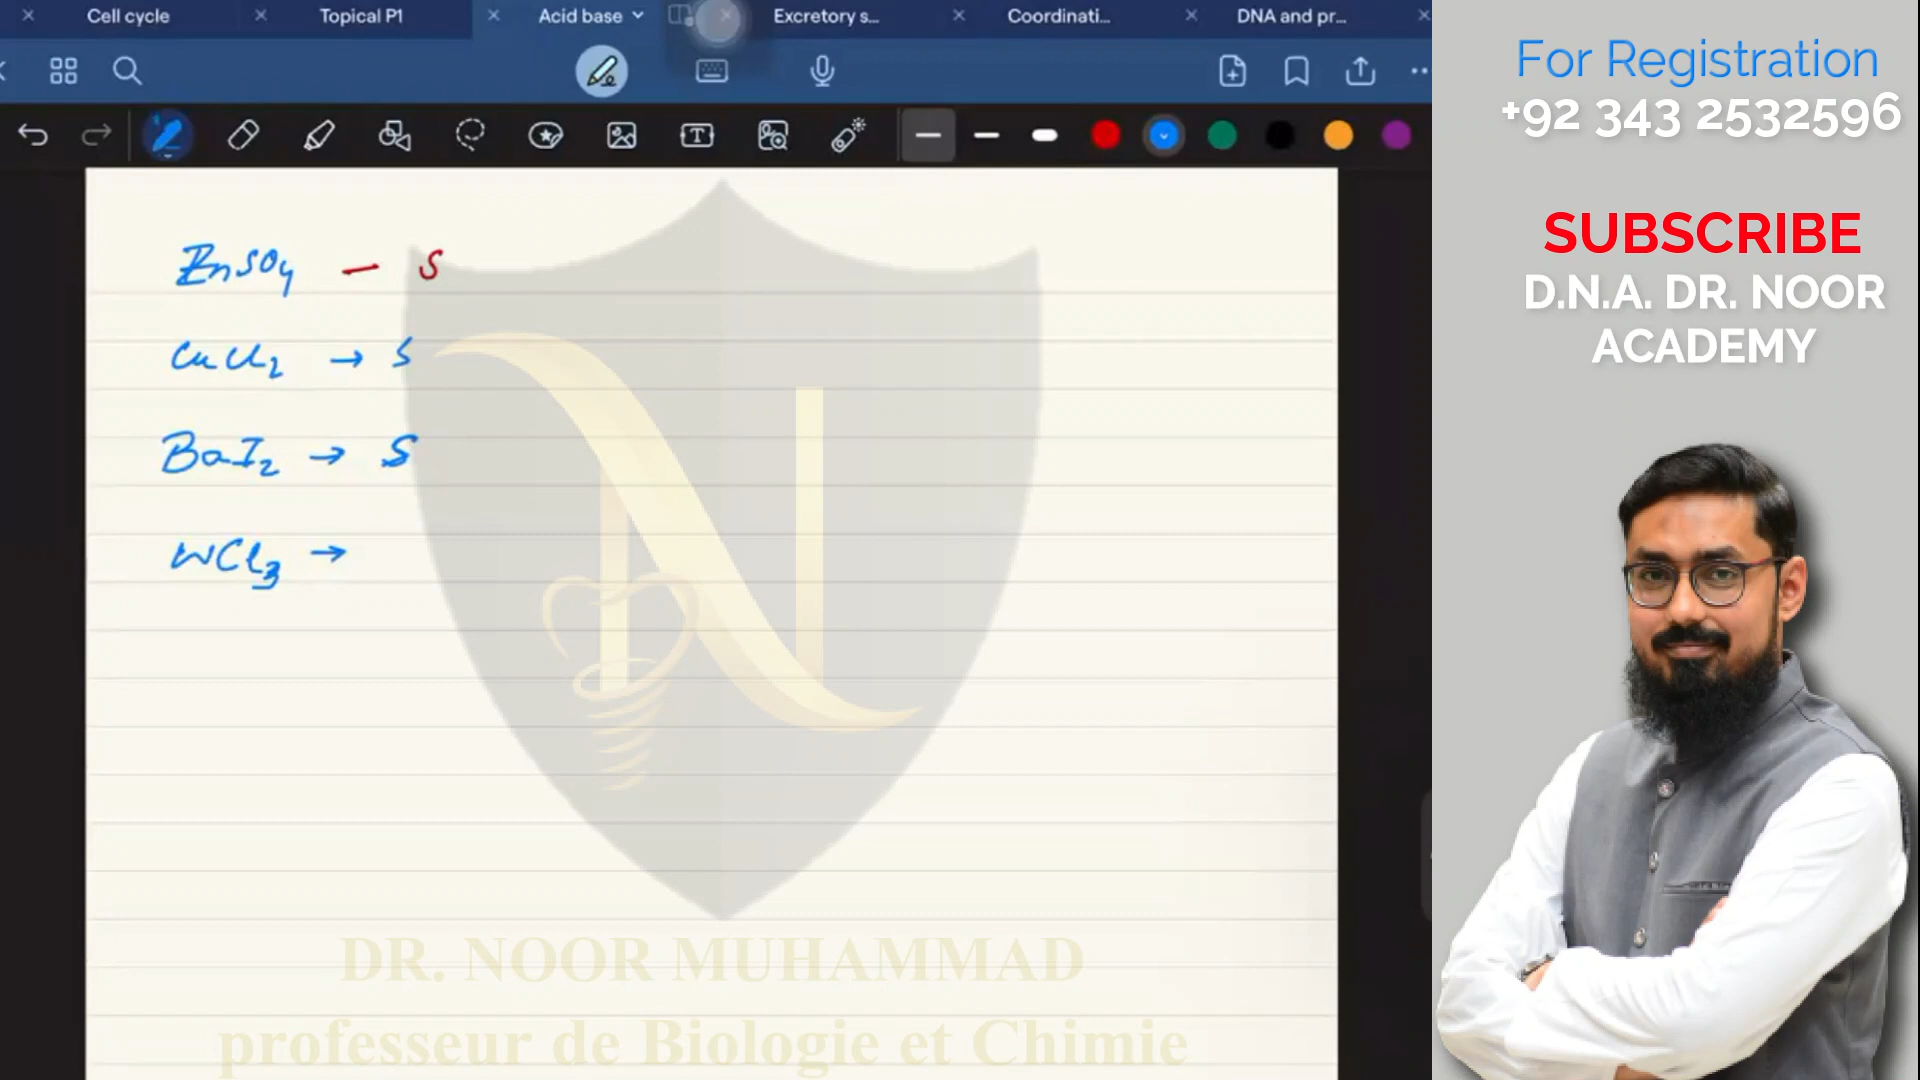 Cell cycle
Topical P1
Acid base
Excretory s...
Coordinati...
DNA and pr...
ZnSO4 — S
CuCl2 → S
BaI2 → S
WCl3 →
DR. NOOR MUHAMMAD
professeur de Biologie et Chimie
For Registration
+92 343 2532596
SUBSCRIBE
D.N.A. DR. NOOR
ACADEMY